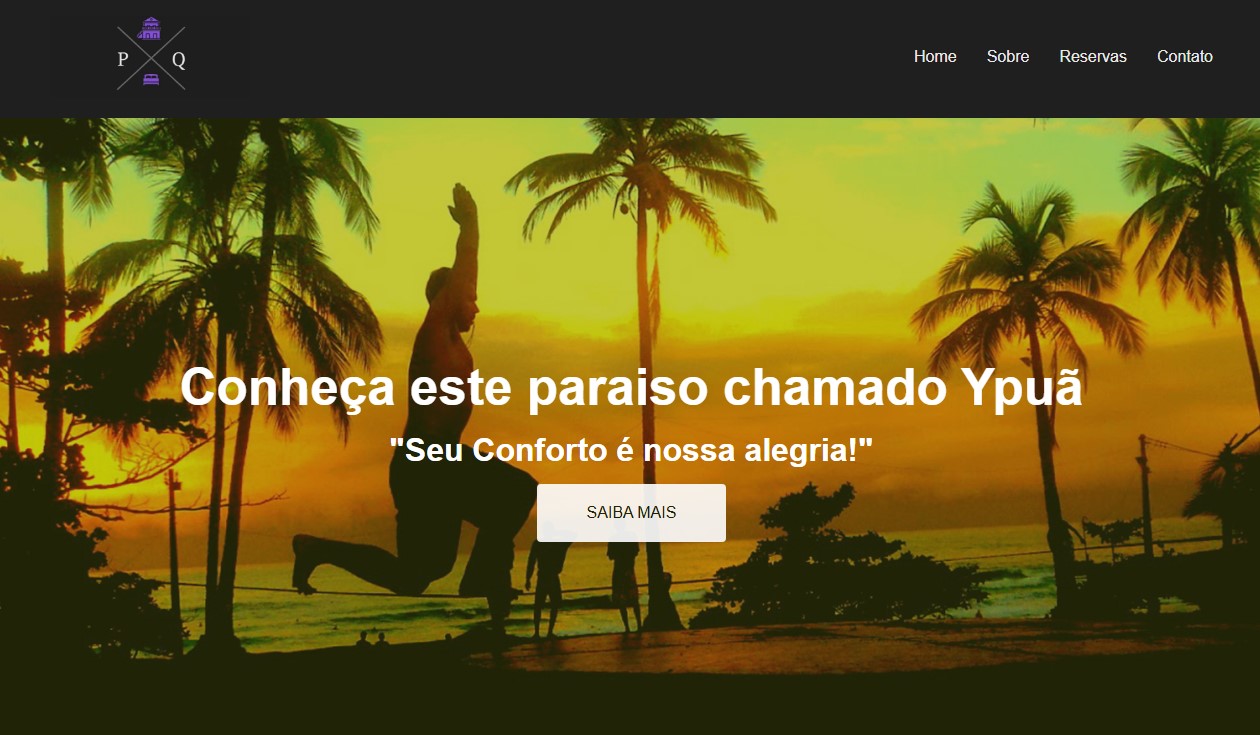 P Q
Home Sobre Reservas Contato
Conheça este paraiso chamado Ypuã
"Seu Conforto é nossa alegria!"
SAIBA MAIS